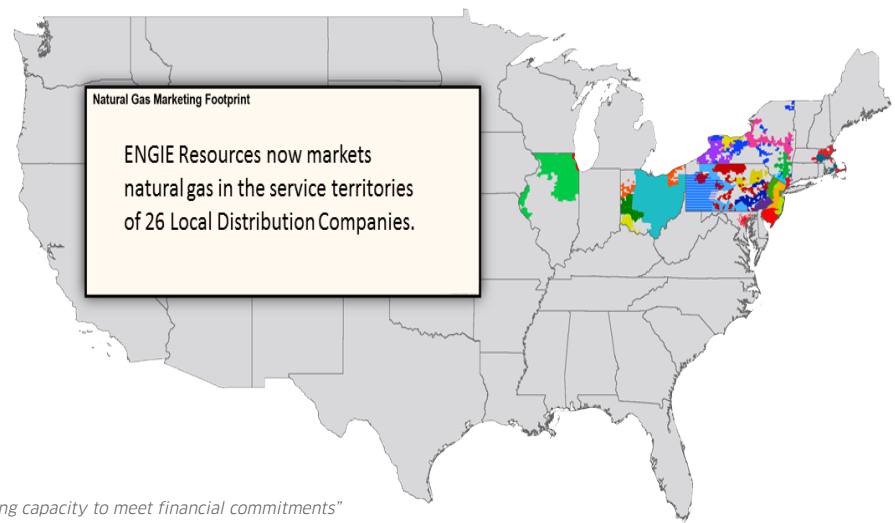 Natural Gas Marketing Footprint
ENGIE Resources now markets
natural gas in the service territories
of 26 Local Distribution Companies.
ng capacity to meet financial commitments”